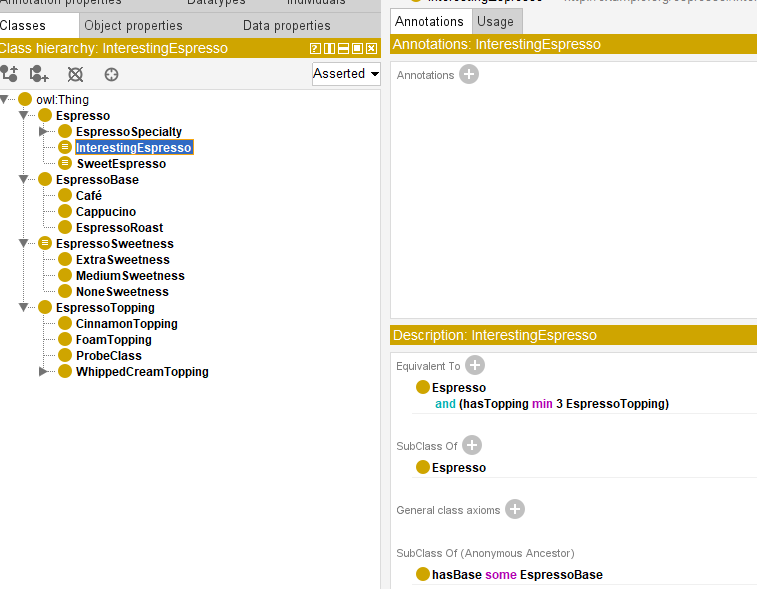 Annotation properties Datatypes Individuals
Classes Object properties Data properties
Class hierarchy: InterestingEspresso
Asserted
owl:Thing
Espresso
EspressoSpecialty
InterestingEspresso
SweetEspresso
EspressoBase
Café
Cappucino
EspressoRoast
EspressoSweetness
ExtraSweetness
MediumSweetness
NoneSweetness
EspressoTopping
CinnamonTopping
FoamTopping
ProbeClass
WhippedCreamTopping
InterestingEspresso
Annotations Usage
Annotations: InterestingEspresso
Annotations
Description: InterestingEspresso
Equivalent To
Espresso
and (hasTopping min 3 EspressoTopping)
SubClass Of
Espresso
General class axioms
SubClass Of (Anonymous Ancestor)
hasBase some EspressoBase